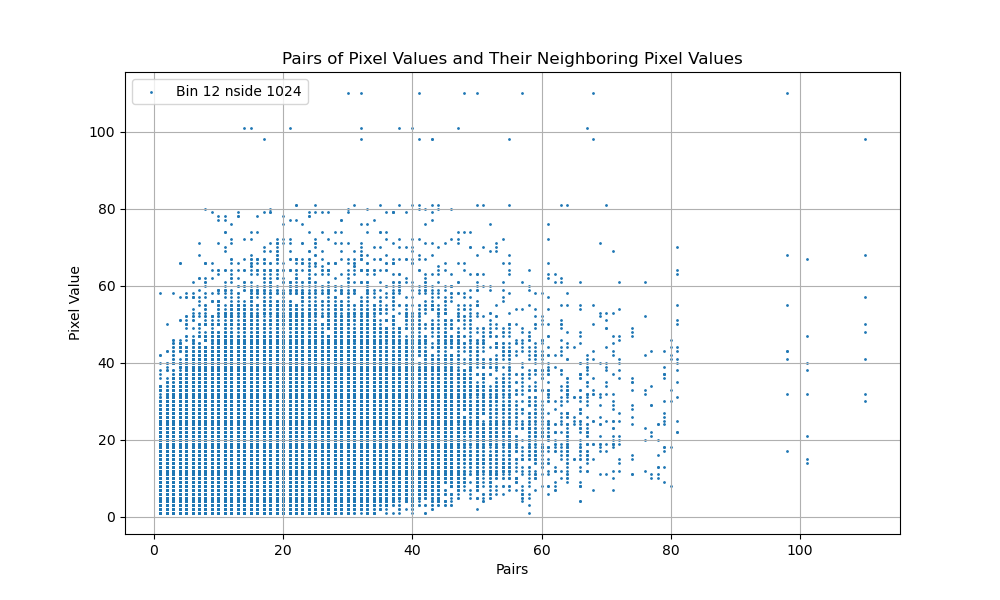 Pairs of Pixel Values and Their Neighboring Pixel Values
Bin 12 nside 1024
100
80
60
40
20
0
Pixel Value
0 20 40 60 80 100
Pairs